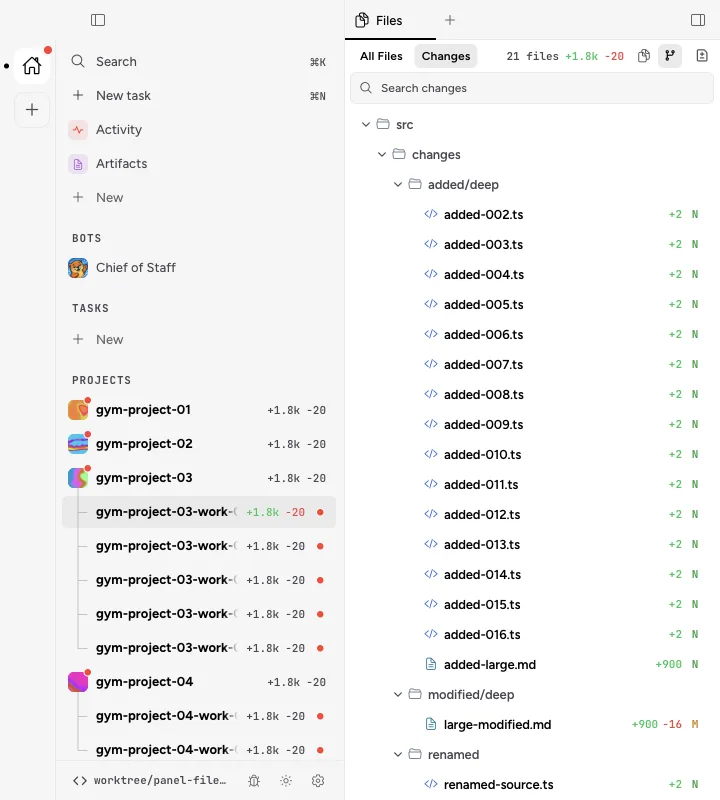 Search ⌘K
New task ⌘N
Activity
Artifacts
New
BOTS
Chief of Staff
TASKS
New
PROJECTS
gym-project-01 +1.8k -20
gym-project-02 +1.8k -20
gym-project-03 +1.8k -20
gym-project-03-work- +1.8k -20
gym-project-03-work- +1.8k -20
gym-project-03-work- +1.8k -20
gym-project-03-work- +1.8k -20
gym-project-03-work- +1.8k -20
gym-project-04 +1.8k -20
gym-project-04-work- +1.8k -20
gym-project-04-work- +1.8k -20
worktree/panel-file…
Files
All Files Changes 21 files +1.8k -20
Search changes
src
changes
added/deep
added-002.ts +2 N
added-003.ts +2 N
added-004.ts +2 N
added-005.ts +2 N
added-006.ts +2 N
added-007.ts +2 N
added-008.ts +2 N
added-009.ts +2 N
added-010.ts +2 N
added-011.ts +2 N
added-012.ts +2 N
added-013.ts +2 N
added-014.ts +2 N
added-015.ts +2 N
added-016.ts +2 N
added-large.md +900 N
modified/deep
large-modified.md +900 -16 M
renamed
renamed-source.ts +2 N